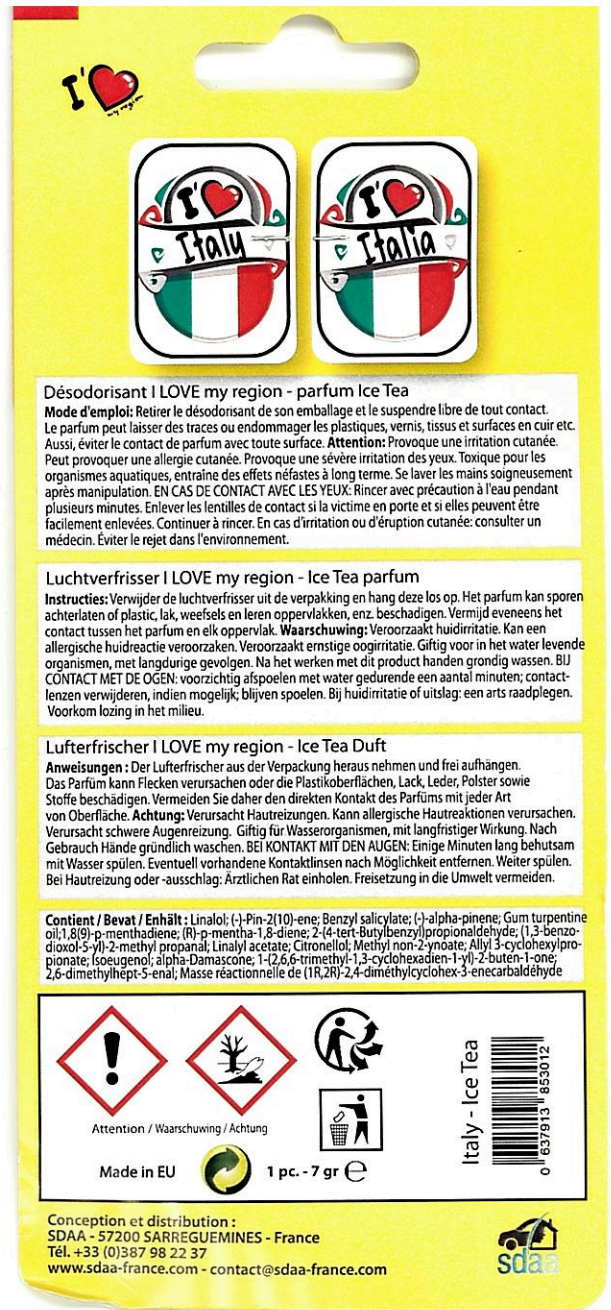 I'
my region
I' I'
Italy Italia
Désodorisant I LOVE my region - parfum Ice Tea
Mode d'emploi: Retirer le désodorisant de son emballage et le suspendre libre de tout contact.
Le parfum peut laisser des traces ou endommager les plastiques, vernis, tissus et surfaces en cuir etc.
Aussi, éviter le contact de parfum avec toute surface. Attention: Provoque une irritation cutanée.
Peut provoquer une allergie cutanée. Provoque une sévère irritation des yeux. Toxique pour les
organismes aquatiques, entraîne des effets néfastes à long terme. Se laver les mains soigneusement
après manipulation. EN CAS DE CONTACT AVEC LES YEUX: Rincer avec précaution à l'eau pendant
plusieurs minutes. Enlever les lentilles de contact si la victime en porte et si elles peuvent être
facilement enlevées. Continuer à rincer. En cas d'irritation ou d'éruption cutanée: consulter un
médecin. Éviter le rejet dans l'environnement.
Luchtverfrisser I LOVE my region - Ice Tea parfum
Instructies: Verwijder de luchtverfrisser uit de verpakking en hang deze los op. Het parfum kan sporen
achterlaten of plastic, lak, weefsels en leren oppervlakken, enz. beschadigen. Vermijd eveneens het
contact tussen het parfum en elk oppervlak. Waarschuwing: Veroorzaakt huidirritatie. Kan een
allergische huidreactie veroorzaken. Veroorzaakt ernstige oogirritatie. Giftig voor in het water levende
organismen, met langdurige gevolgen. Na het werken met dit product handen grondig wassen. BIJ
CONTACT MET DE OGEN: voorzichtig afspoelen met water gedurende een aantal minuten; contact-
lenzen verwijderen, indien mogelijk; blijven spoelen. Bij huidirritatie of uitslag: een arts raadplegen.
Voorkom lozing in het milieu.
Lufterfrischer I LOVE my region - Ice Tea Duft
Anweisungen : Der Lufterfrischer aus der Verpackung heraus nehmen und frei aufhängen.
Das Parfüm kann Flecken verursachen oder die Plastikoberflächen, Lack, Leder, Polster sowie
Stoffe beschädigen. Vermeiden Sie daher den direkten Kontakt des Parfüms mit jeder Art
von Oberfläche. Achtung: Verursacht Hautreizungen. Kann allergische Hautreaktionen verursachen.
Verursacht schwere Augenreizung. Giftig für Wasserorganismen, mit langfristiger Wirkung. Nach
Gebrauch Hände gründlich waschen. BEI KONTAKT MIT DEN AUGEN: Einige Minuten lang behutsam
mit Wasser spülen. Eventuell vorhandene Kontaktlinsen nach Möglichkeit entfernen. Weiter spülen.
Bei Hautreizung oder -ausschlag: Ärztlichen Rat einholen. Freisetzung in die Umwelt vermeiden.
Contient / Bevat / Enhält : Linalol; (-)-Pin-2(10)-ene; Benzyl salicylate; (-)-alpha-pinene; Gum turpentine
oil;1,8(9)-p-menthadiene; (R)-p-mentha-1,8-diene; 2-(4-tert-Butylbenzyl)propionaldehyde; (1,3-benzo-
dioxol-5-yl)-2-methyl propanal; Linalyl acetate; Citronellol; Methyl non-2-ynoate; Allyl 3-cyclohexylpro-
pionate; Isoeugenol; alpha-Damascone; 1-(2,6,6-trimethyl-1,3-cyclohexadien-1-yl)-2-buten-1-one;
2,6-dimethylhept-5-enal; Masse réactionnelle de (1R,2R)-2,4-diméthylcyclohex-3-enecarbaldéhyde
Attention / Waarschuwing / Achtung
Made in EU
1 pc. - 7 gr ℮
Italy - Ice Tea
0 637913 853012
Conception et distribution :
SDAA - 57200 SARREGUEMINES - France
Tél. +33 (0)387 98 22 37
www.sdaa-france.com - contact@sdaa-france.com
sdaa